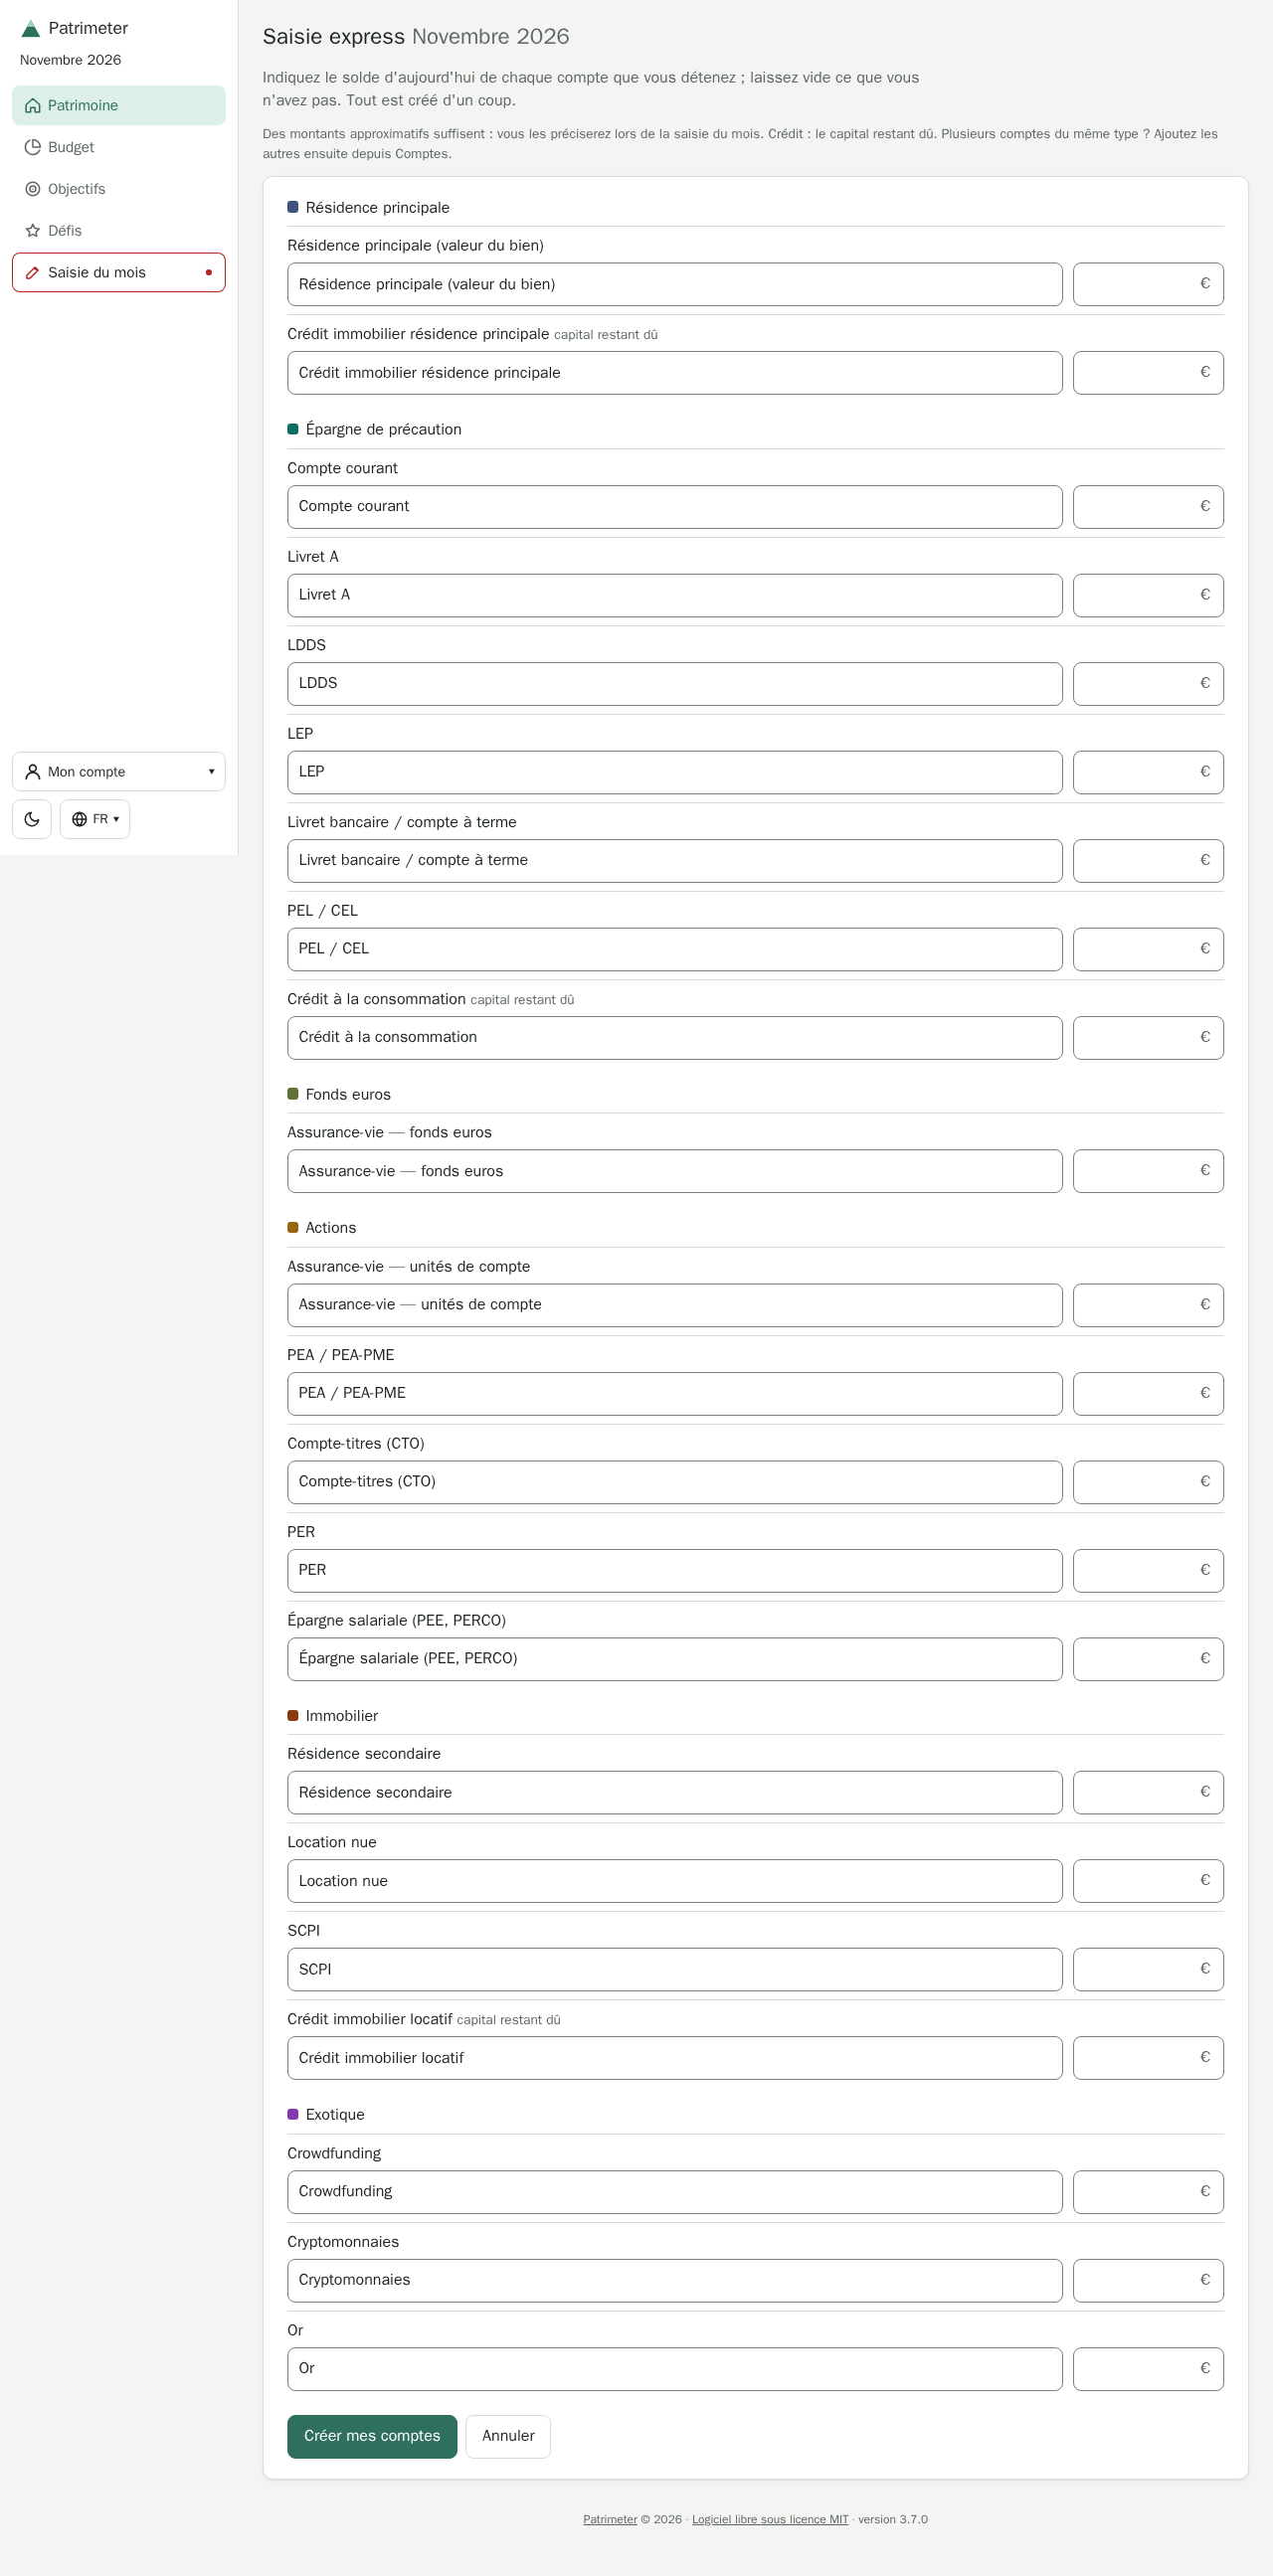 Patrimeter
Novembre 2026
Patrimoine
Budget
Objectifs
Défis
Saisie du mois
Mon compte ▾
FR ▾
Saisie express Novembre 2026
Indiquez le solde d'aujourd'hui de chaque compte que vous détenez ; laissez vide ce que vous
n'avez pas. Tout est créé d'un coup.
Des montants approximatifs suffisent : vous les préciserez lors de la saisie du mois. Crédit : le capital restant dû. Plusieurs comptes du même type ? Ajoutez les
autres ensuite depuis Comptes.
Résidence principale
Résidence principale (valeur du bien)
Résidence principale (valeur du bien) €
Crédit immobilier résidence principale capital restant dû
Crédit immobilier résidence principale €
Épargne de précaution
Compte courant
Compte courant €
Livret A
Livret A €
LDDS
LDDS €
LEP
LEP €
Livret bancaire / compte à terme
Livret bancaire / compte à terme €
PEL / CEL
PEL / CEL €
Crédit à la consommation capital restant dû
Crédit à la consommation €
Fonds euros
Assurance-vie — fonds euros
Assurance-vie — fonds euros €
Actions
Assurance-vie — unités de compte
Assurance-vie — unités de compte €
PEA / PEA-PME
PEA / PEA-PME €
Compte-titres (CTO)
Compte-titres (CTO) €
PER
PER €
Épargne salariale (PEE, PERCO)
Épargne salariale (PEE, PERCO) €
Immobilier
Résidence secondaire
Résidence secondaire €
Location nue
Location nue €
SCPI
SCPI €
Crédit immobilier locatif capital restant dû
Crédit immobilier locatif €
Exotique
Crowdfunding
Crowdfunding €
Cryptomonnaies
Cryptomonnaies €
Or
Or €
Créer mes comptes Annuler
Patrimeter © 2026 · Logiciel libre sous licence MIT · version 3.7.0